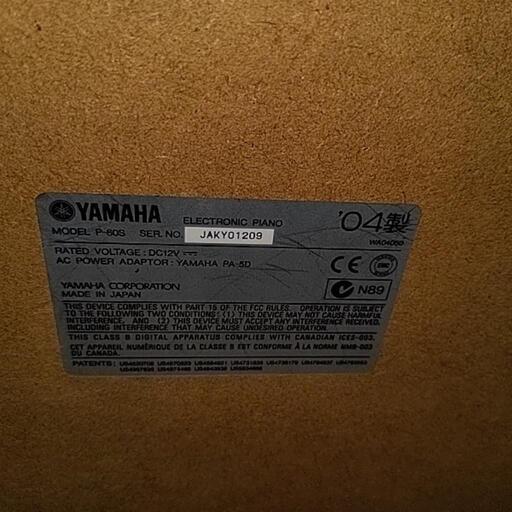 YAMAHA ELECTRONIC PIANO '04製
MODEL P-60S SER. NO. JAKY01209
RATED VOLTAGE : DC12V
AC POWER ADAPTOR : YAMAHA PA-5D
CE
YAMAHA CORPORATION
MADE IN JAPAN
N89
THIS DEVICE COMPLIES WITH PART 15 OF THE FCC RULES. OPERATION IS SUBJECT
TO THE FOLLOWING TWO CONDITIONS : (1) THIS DEVICE MAY NOT CAUSE HARMFUL
INTERFERENCE, AND (2) THIS DEVICE MUST ACCEPT ANY INTERFERENCE RECEIVED,
INCLUDING INTERFERENCE THAT MAY CAUSE UNDESIRED OPERATION.
THIS CLASS B DIGITAL APPARATUS COMPLIES WITH CANADIAN ICES-003.
CET APPAREIL NUMÉRIQUE DE LA CLASSE B EST CONFORME À LA NORME NMB-003
DU CANADA.
PATENTS: